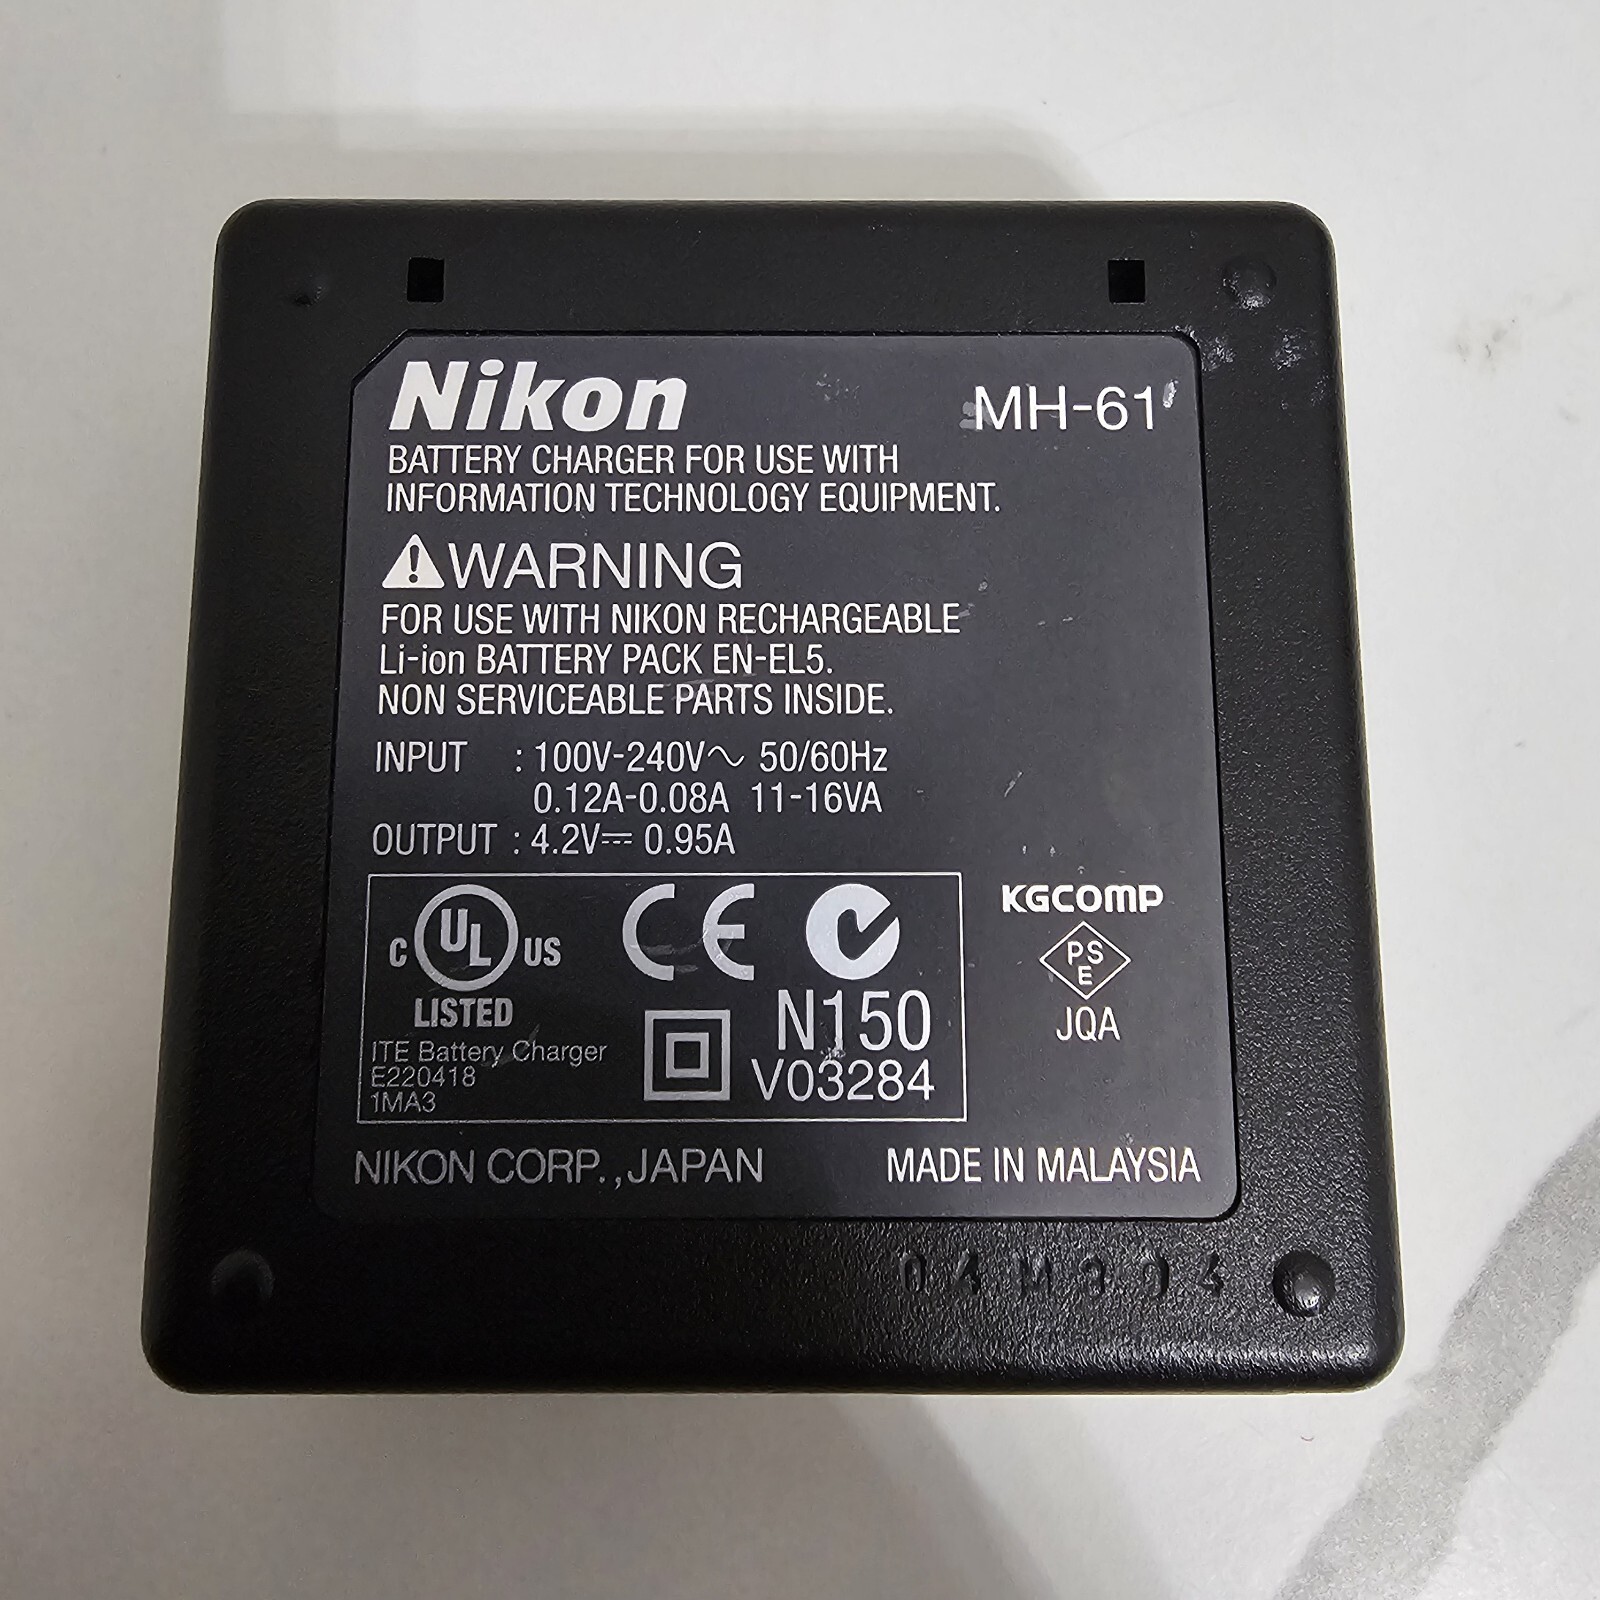 Nikon MH-61
BATTERY CHARGER FOR USE WITH
INFORMATION TECHNOLOGY EQUIPMENT.
⚠WARNING
FOR USE WITH NIKON RECHARGEABLE
Li-ion BATTERY PACK EN-EL5.
NON SERVICEABLE PARTS INSIDE.
INPUT : 100V-240V～ 50/60Hz
0.12A-0.08A 11-16VA
OUTPUT : 4.2V⎓ 0.95A
C UL US
LISTED
ITE Battery Charger
E220418
1MA3
CE
N150
V03284
KGCOMP
PS
E
JQA
NIKON CORP.,JAPAN MADE IN MALAYSIA